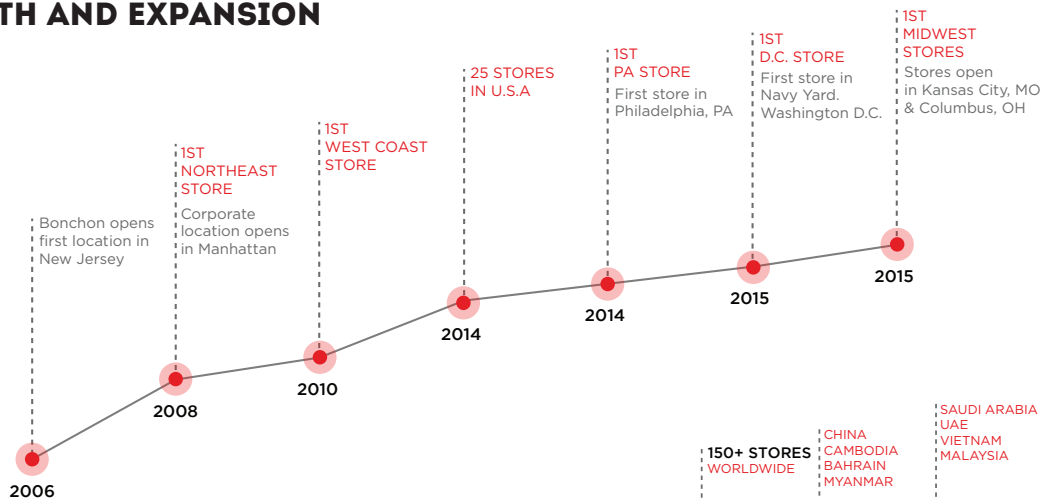 TH AND EXPANSION
Bonchon opens
first location in
New Jersey
2006
1ST
NORTHEAST
STORE
Corporate
location opens
in Manhattan
2008
1ST
WEST COAST
STORE
2010
25 STORES
IN U.S.A
2014
1ST
PA STORE
First store in
Philadelphia, PA
2014
1ST
D.C. STORE
First store in
Navy Yard.
Washington D.C.
2015
1ST
MIDWEST
STORES
Stores open
in Kansas City, MO
& Columbus, OH
2015
150+ STORES
WORLDWIDE
CHINA
CAMBODIA
BAHRAIN
MYANMAR
SAUDI ARABIA
UAE
VIETNAM
MALAYSIA